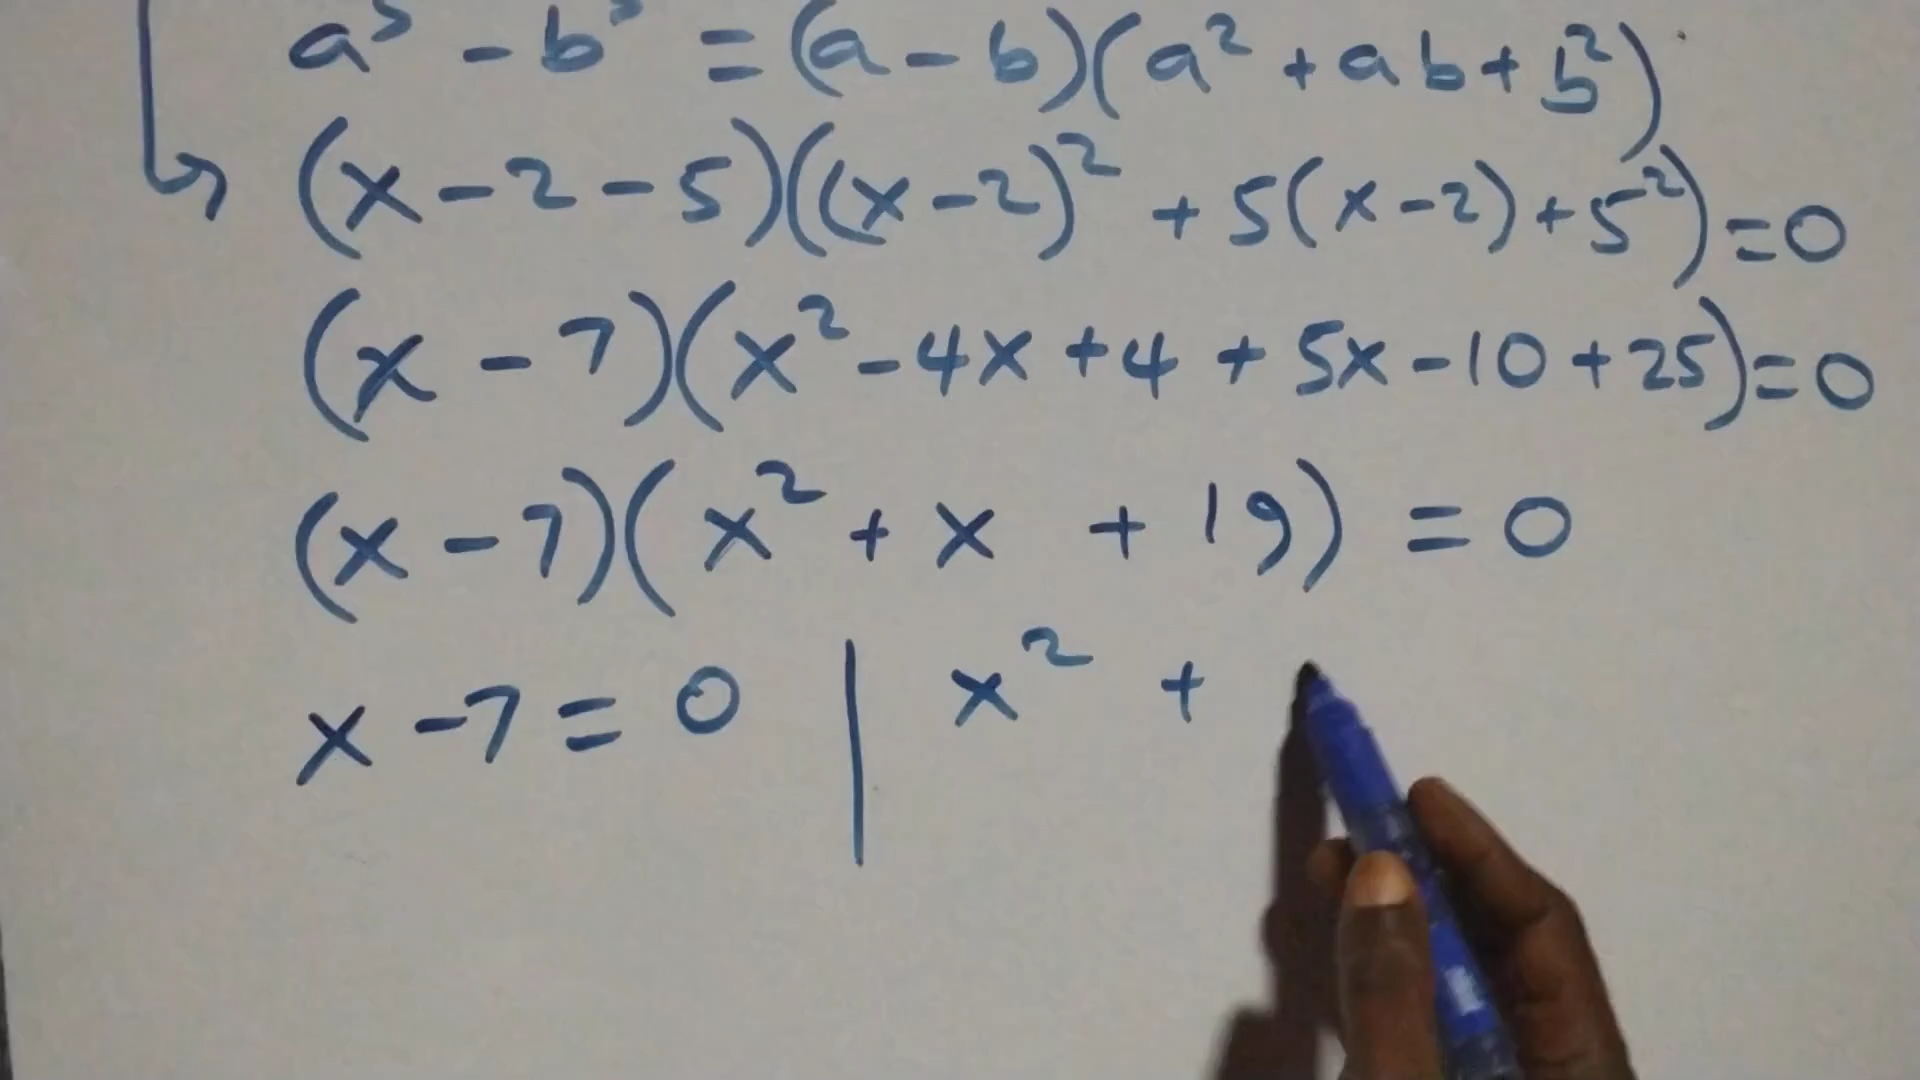 a³ - b³ = (a - b)(a² + ab + b²)
(x - 2 - 5)((x - 2)² + 5(x - 2) + 5²) = 0
(x - 7)(x² - 4x + 4 + 5x - 10 + 25) = 0
(x - 7)(x² + x + 19) = 0
x - 7 = 0 | x² +